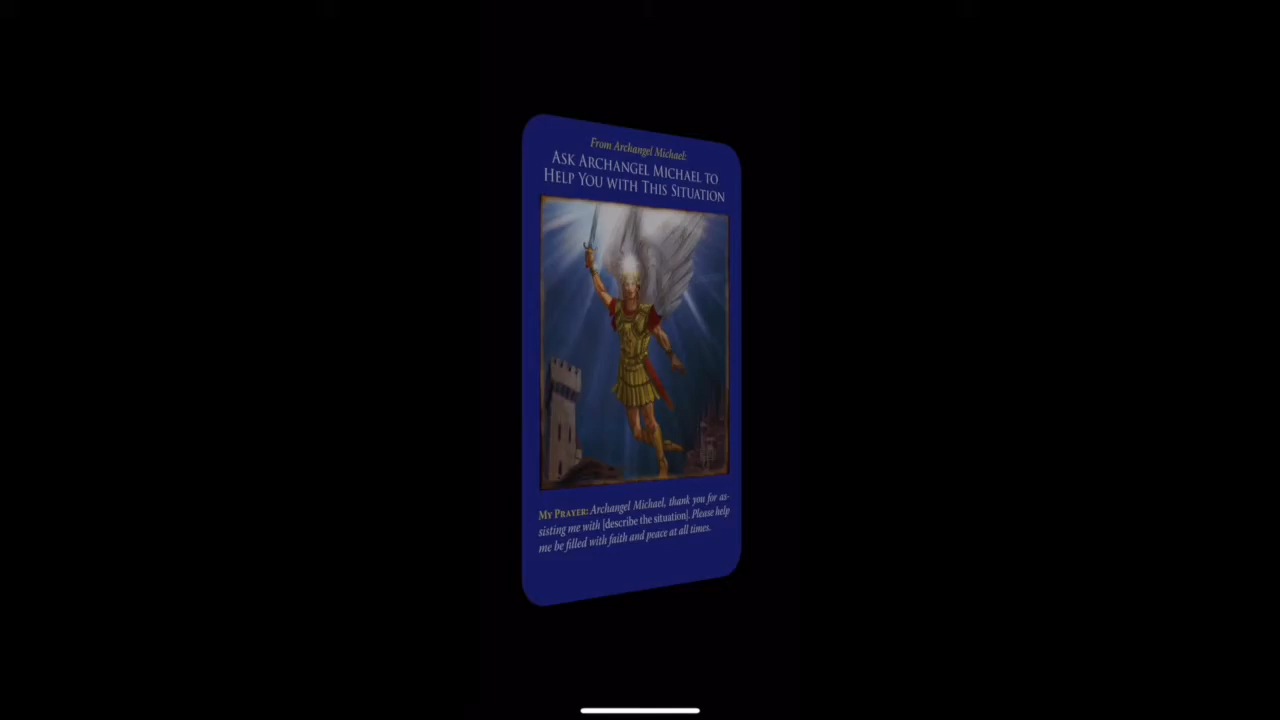 From Archangel Michael:
ASK ARCHANGEL MICHAEL TO
HELP YOU WITH THIS SITUATION
MY PRAYER: Archangel Michael, thank you for as-
sisting me with [describe the situation]. Please help
me be filled with faith and peace at all times.